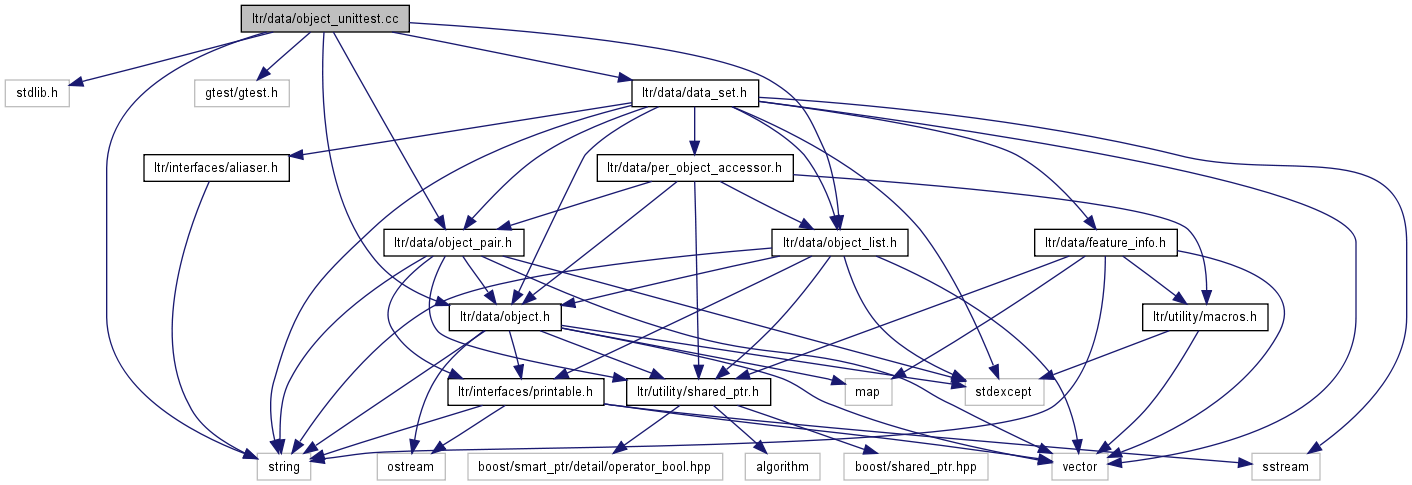 ltr/data/object_unittest.cc
stdlib.h
gtest/gtest.h
ltr/data/data_set.h
ltr/interfaces/aliaser.h
ltr/data/per_object_accessor.h
ltr/data/object_pair.h
ltr/data/object_list.h
ltr/data/feature_info.h
ltr/data/object.h
ltr/utility/macros.h
ltr/interfaces/printable.h
ltr/utility/shared_ptr.h
map
stdexcept
string
ostream
boost/smart_ptr/detail/operator_bool.hpp
algorithm
boost/shared_ptr.hpp
vector
sstream